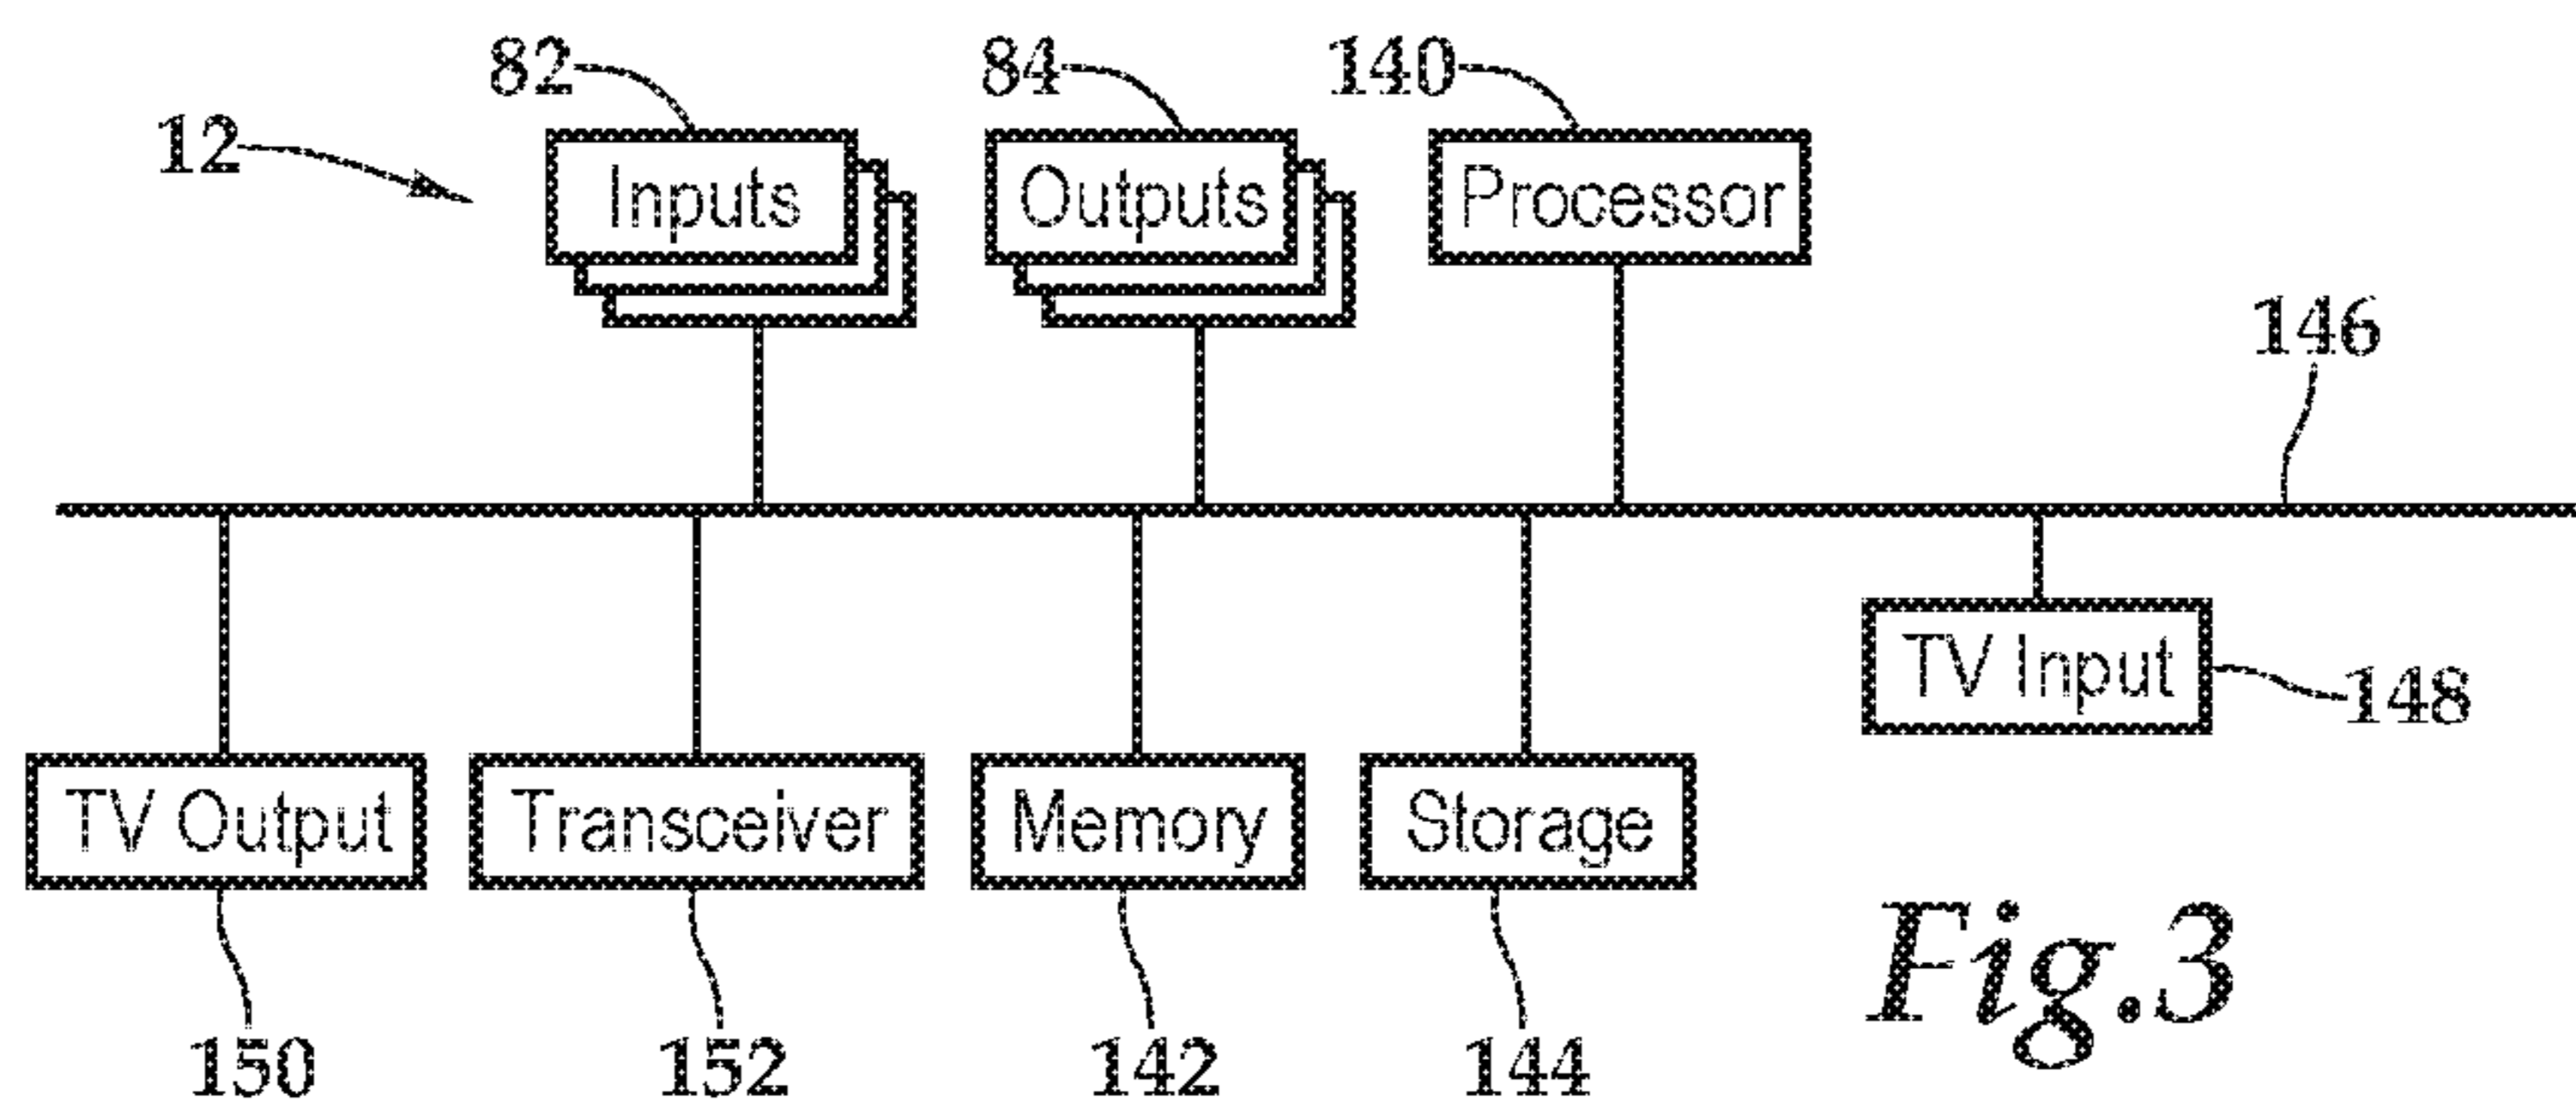 82
84
140
12
Inputs
Outputs
Processor
146
TV Input
148
TV Output
Transceiver
Memory
Storage
150
152
142
144
Fig.3